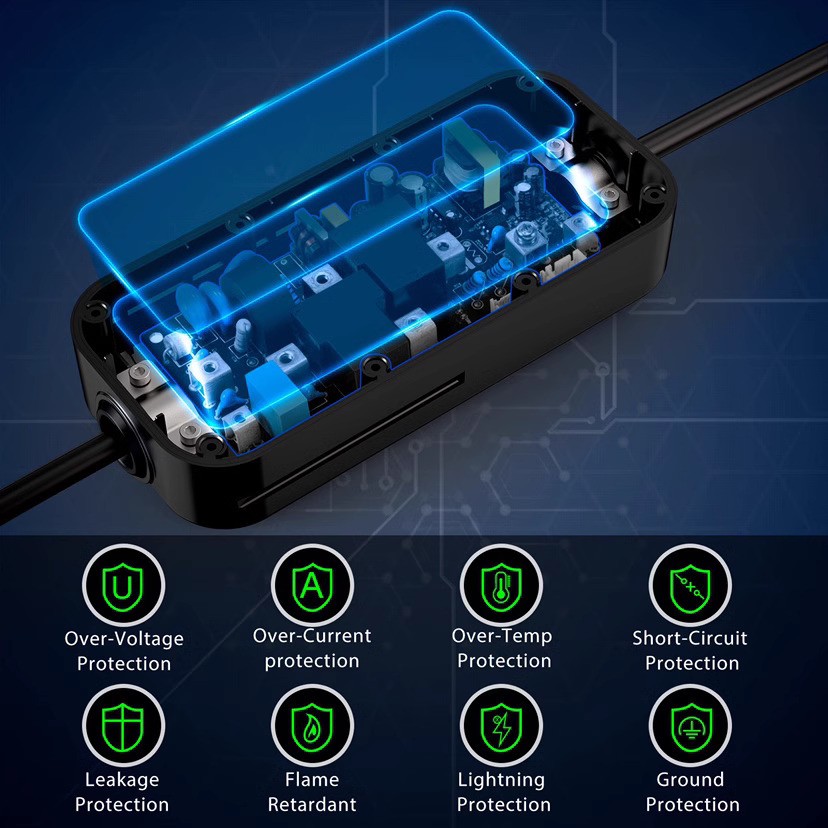 U
A
Over-Voltage
Protection
Over-Current
protection
Over-Temp
Protection
Short-Circuit
Protection
Leakage
Protection
Flame
Retardant
Lightning
Protection
Ground
Protection